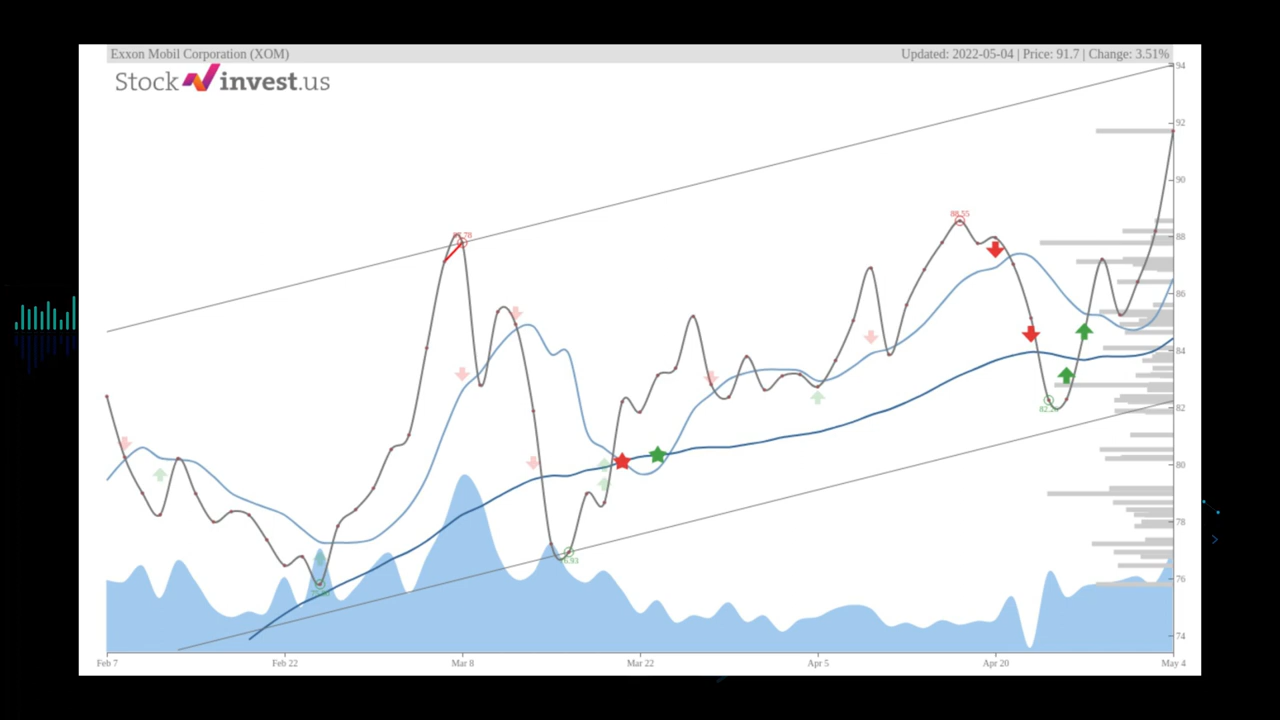 Exxon Mobil Corporation (XOM)
Updated: 2022-05-04 | Price: 91.7 | Change: 3.51%
Stock invest.us
94
92
90
88.55
88
86
84
82
80
78
76
74
Feb 7
Feb 22
Mar 8
Mar 22
Apr 5
Apr 20
May 4